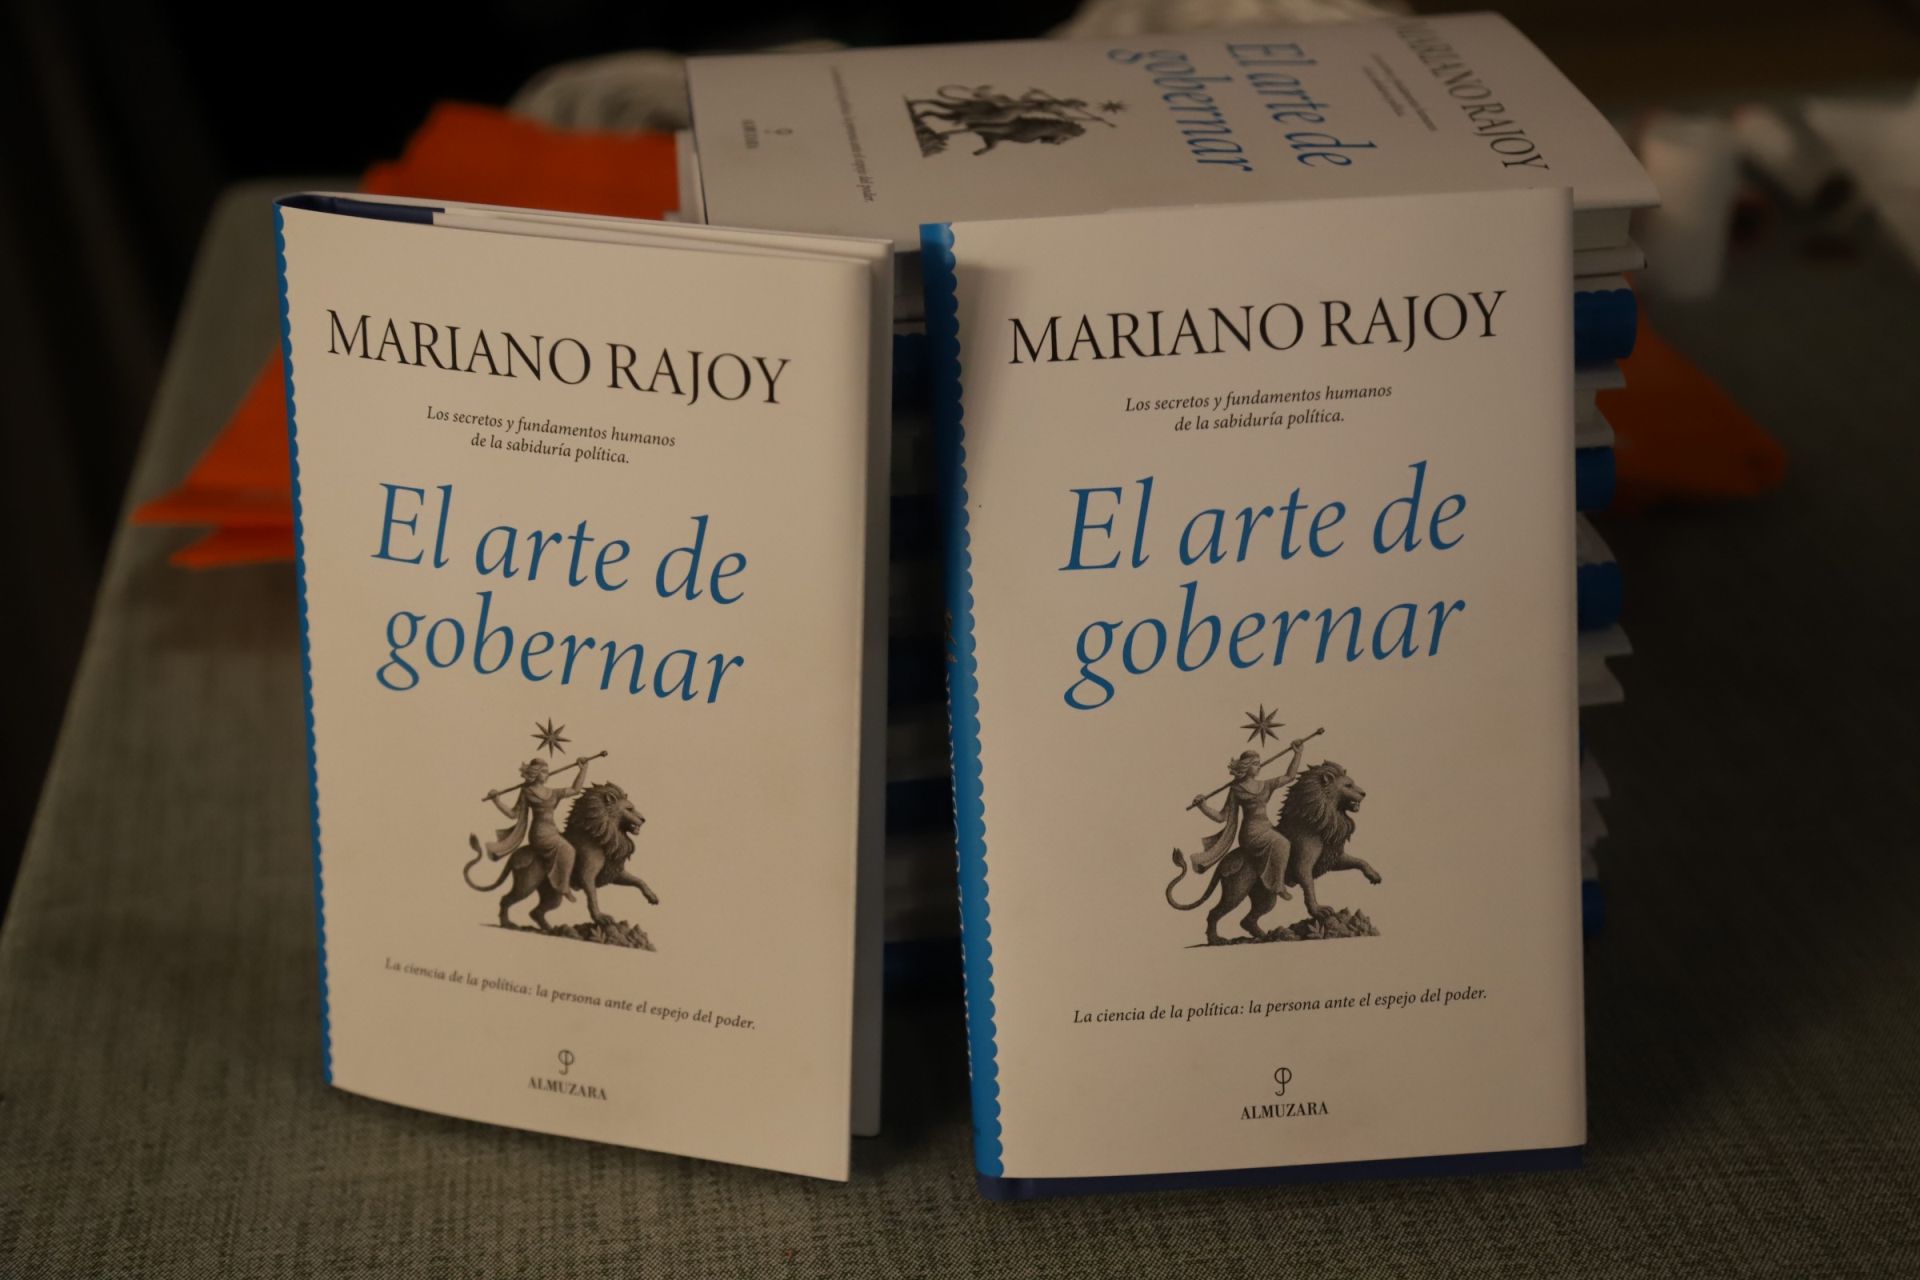 MARIANO RAJOY
El arte de
gobernar
ALMUZARA
MARIANO RAJOY
Los secretos y fundamentos humanos
de la sabiduría política.
El arte de
gobernar
La ciencia de la política: la persona ante el espejo del poder.
ALMUZARA
MARIANO RAJOY
Los secretos y fundamentos humanos
de la sabiduría política.
El arte de
gobernar
La ciencia de la política: la persona ante el espejo del poder.
ALMUZARA